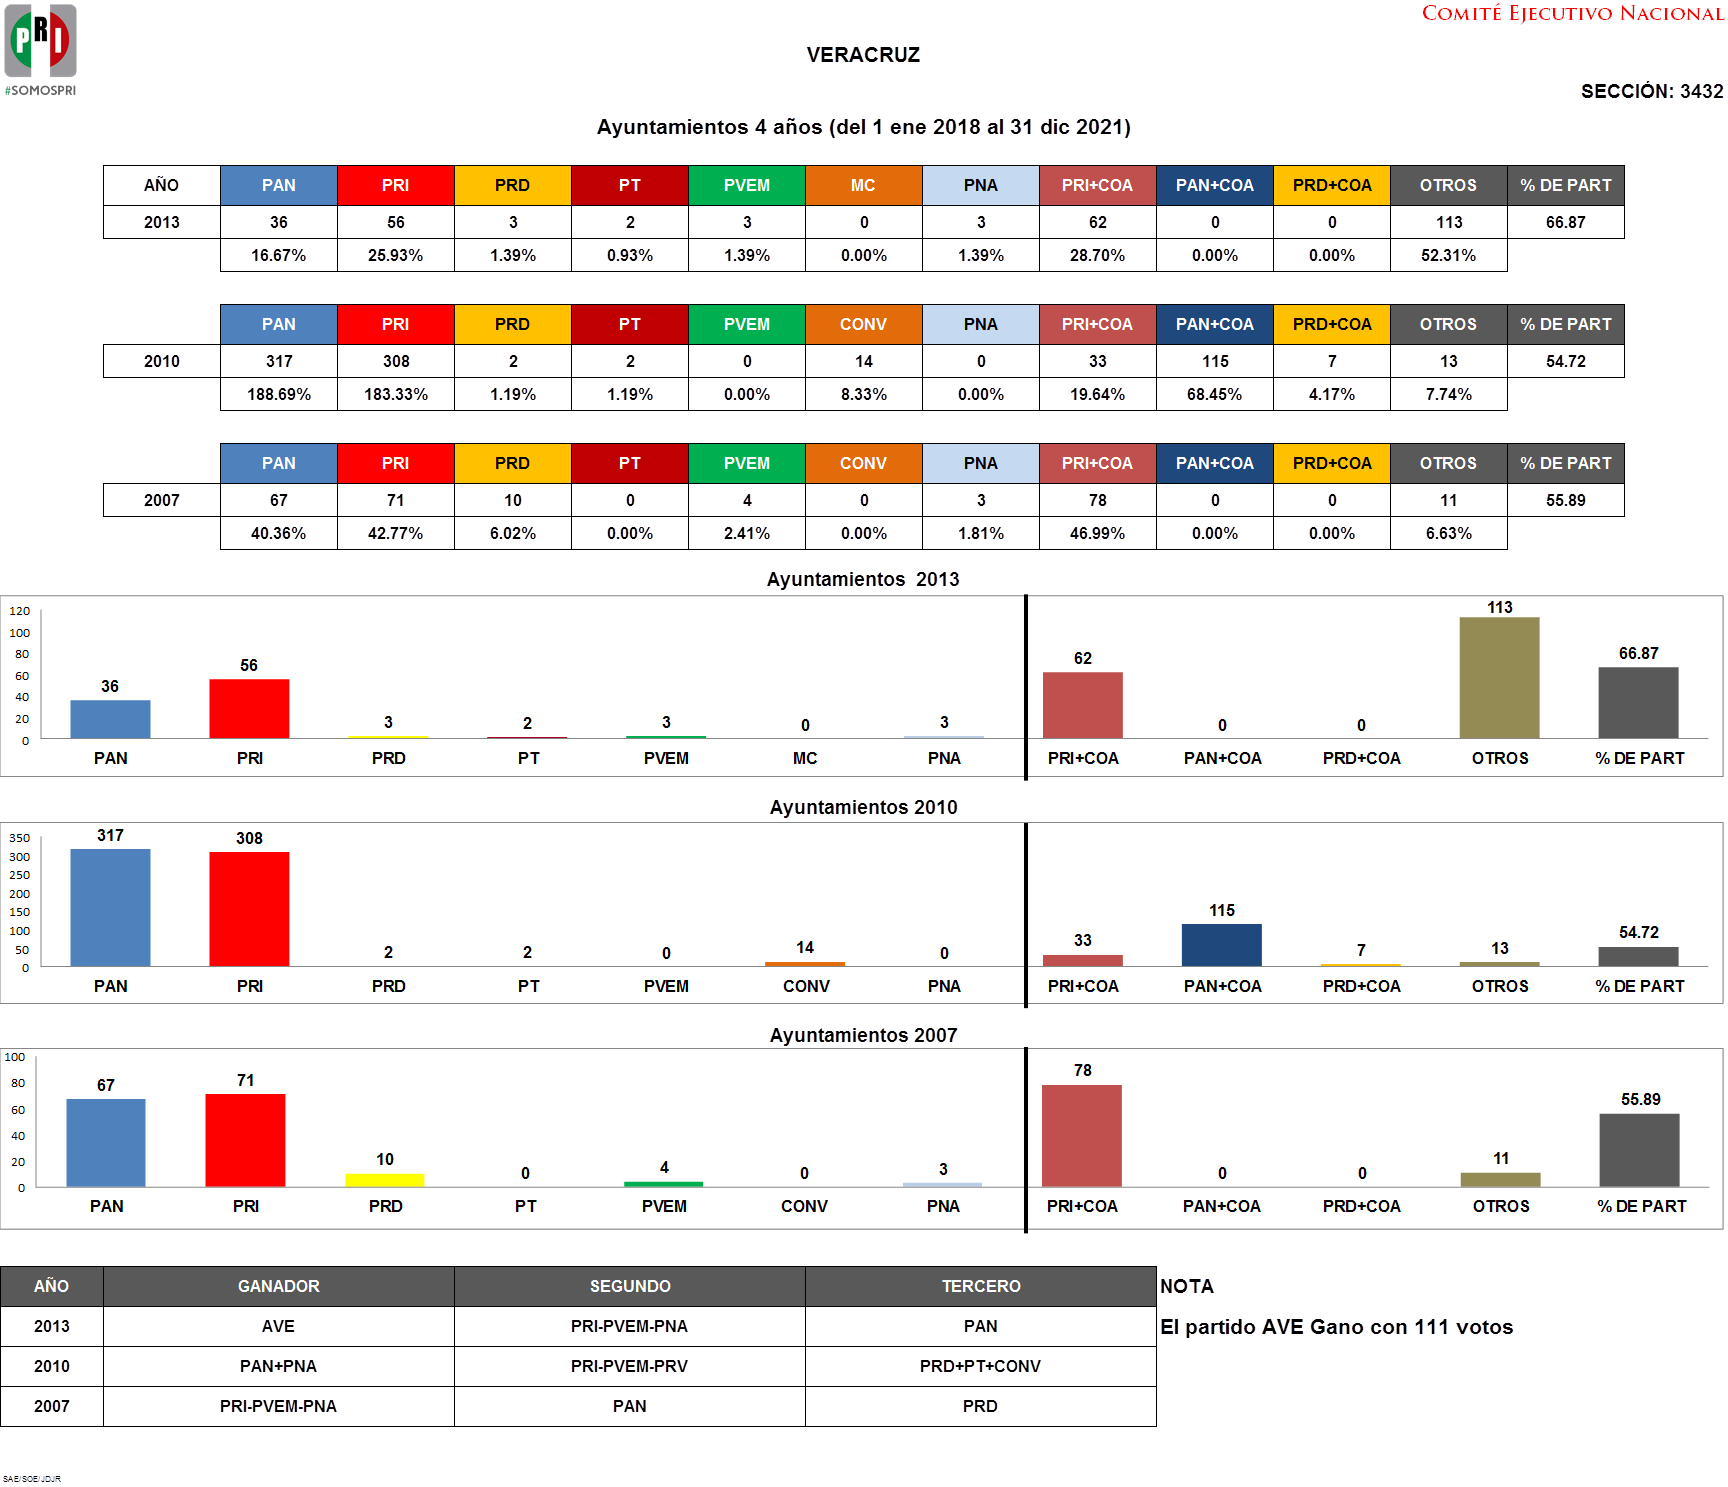 COMITÉ EJECUTIVO NACIONAL
PRI
#SOMOSPRI
VERACRUZ
SECCIÓN: 3432
Ayuntamientos 4 años (del 1 ene 2018 al 31 dic 2021)
AÑO PAN PRI PRD PT PVEM MC PNA PRI+COA PAN+COA PRD+COA OTROS % DE PART
2013 36 56 3 2 3 0 3 62 0 0 113 66.87
16.67% 25.93% 1.39% 0.93% 1.39% 0.00% 1.39% 28.70% 0.00% 0.00% 52.31%
PAN PRI PRD PT PVEM CONV PNA PRI+COA PAN+COA PRD+COA OTROS % DE PART
2010 317 308 2 2 0 14 0 33 115 7 13 54.72
188.69% 183.33% 1.19% 1.19% 0.00% 8.33% 0.00% 19.64% 68.45% 4.17% 7.74%
PAN PRI PRD PT PVEM CONV PNA PRI+COA PAN+COA PRD+COA OTROS % DE PART
2007 67 71 10 0 4 0 3 78 0 0 11 55.89
40.36% 42.77% 6.02% 0.00% 2.41% 0.00% 1.81% 46.99% 0.00% 0.00% 6.63%
Ayuntamientos 2013
120
100
80
60
40
20
0
36 56 3 2 3 0 3 62 0 0 113 66.87
PAN PRI PRD PT PVEM MC PNA PRI+COA PAN+COA PRD+COA OTROS % DE PART
Ayuntamientos 2010
350
300
250
200
150
100
50
0
317 308 2 2 0 14 0 33 115 7 13 54.72
PAN PRI PRD PT PVEM CONV PNA PRI+COA PAN+COA PRD+COA OTROS % DE PART
Ayuntamientos 2007
100
80
60
40
20
0
67 71 10 0 4 0 3 78 0 0 11 55.89
PAN PRI PRD PT PVEM CONV PNA PRI+COA PAN+COA PRD+COA OTROS % DE PART
AÑO GANADOR SEGUNDO TERCERO NOTA
2013 AVE PRI-PVEM-PNA PAN El partido AVE Gano con 111 votos
2010 PAN+PNA PRI-PVEM-PRV PRD+PT+CONV
2007 PRI-PVEM-PNA PAN PRD
SAE/SOE/JDJR